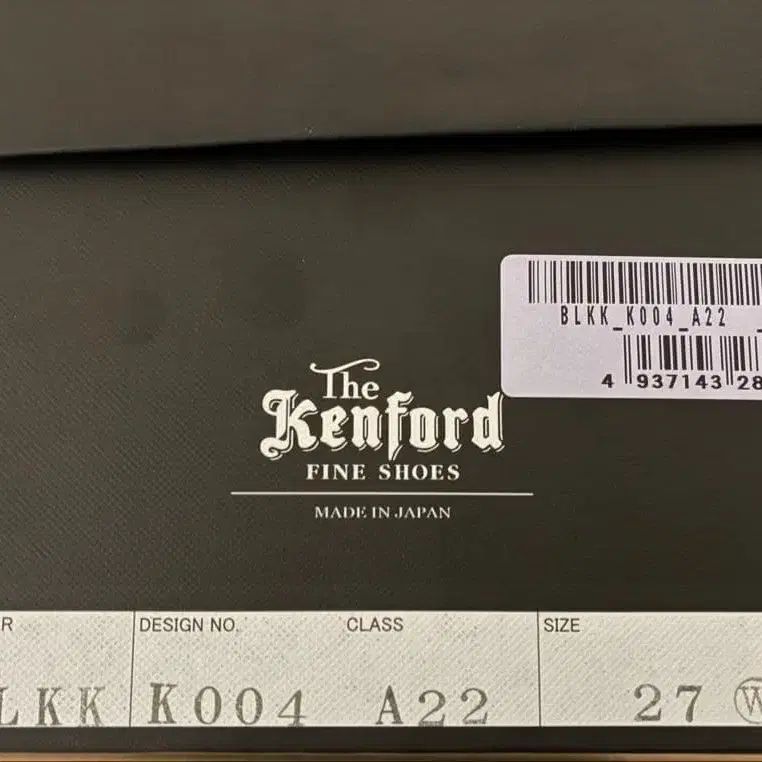 BLKK_K004_A22 _
4 937143 28
The
Kenford
FINE SHOES
MADE IN JAPAN
R DESIGN NO. CLASS SIZE
LKK K004 A22 27 Ⓦ